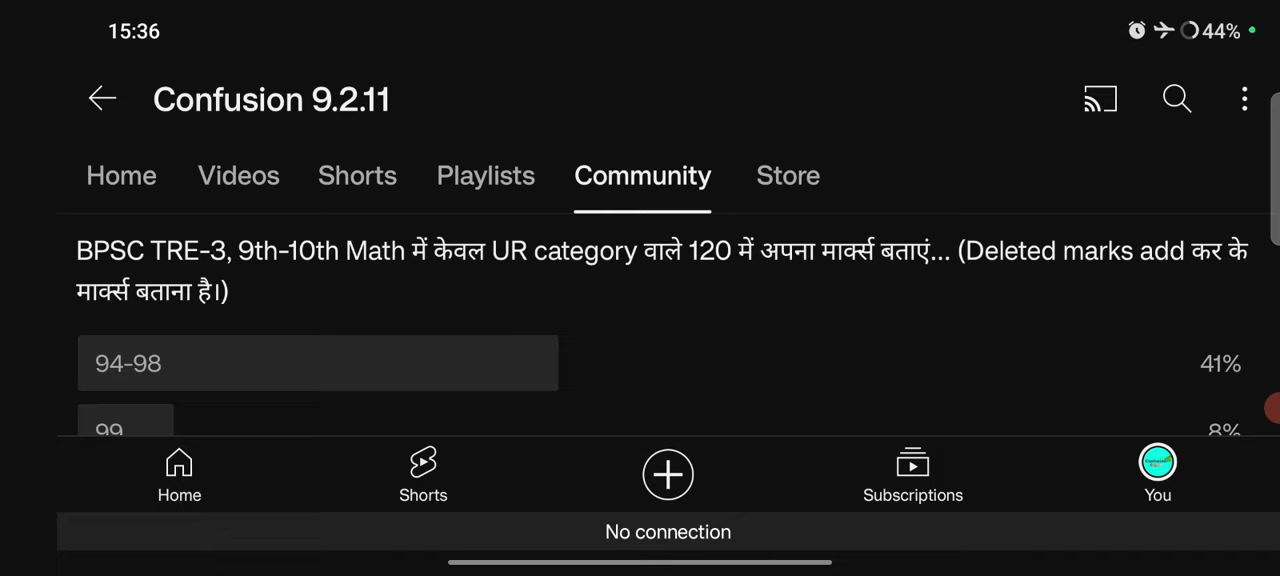 15:36
44%
Confusion 9.2.11
Home Videos Shorts Playlists Community Store
BPSC TRE-3, 9th-10th Math में केवल UR category वाले 120 में अपना मार्क्स बताएं... (Deleted marks add कर के
मार्क्स बताना है।)
94-98 41%
99 8%
Home Shorts Subscriptions You
No connection